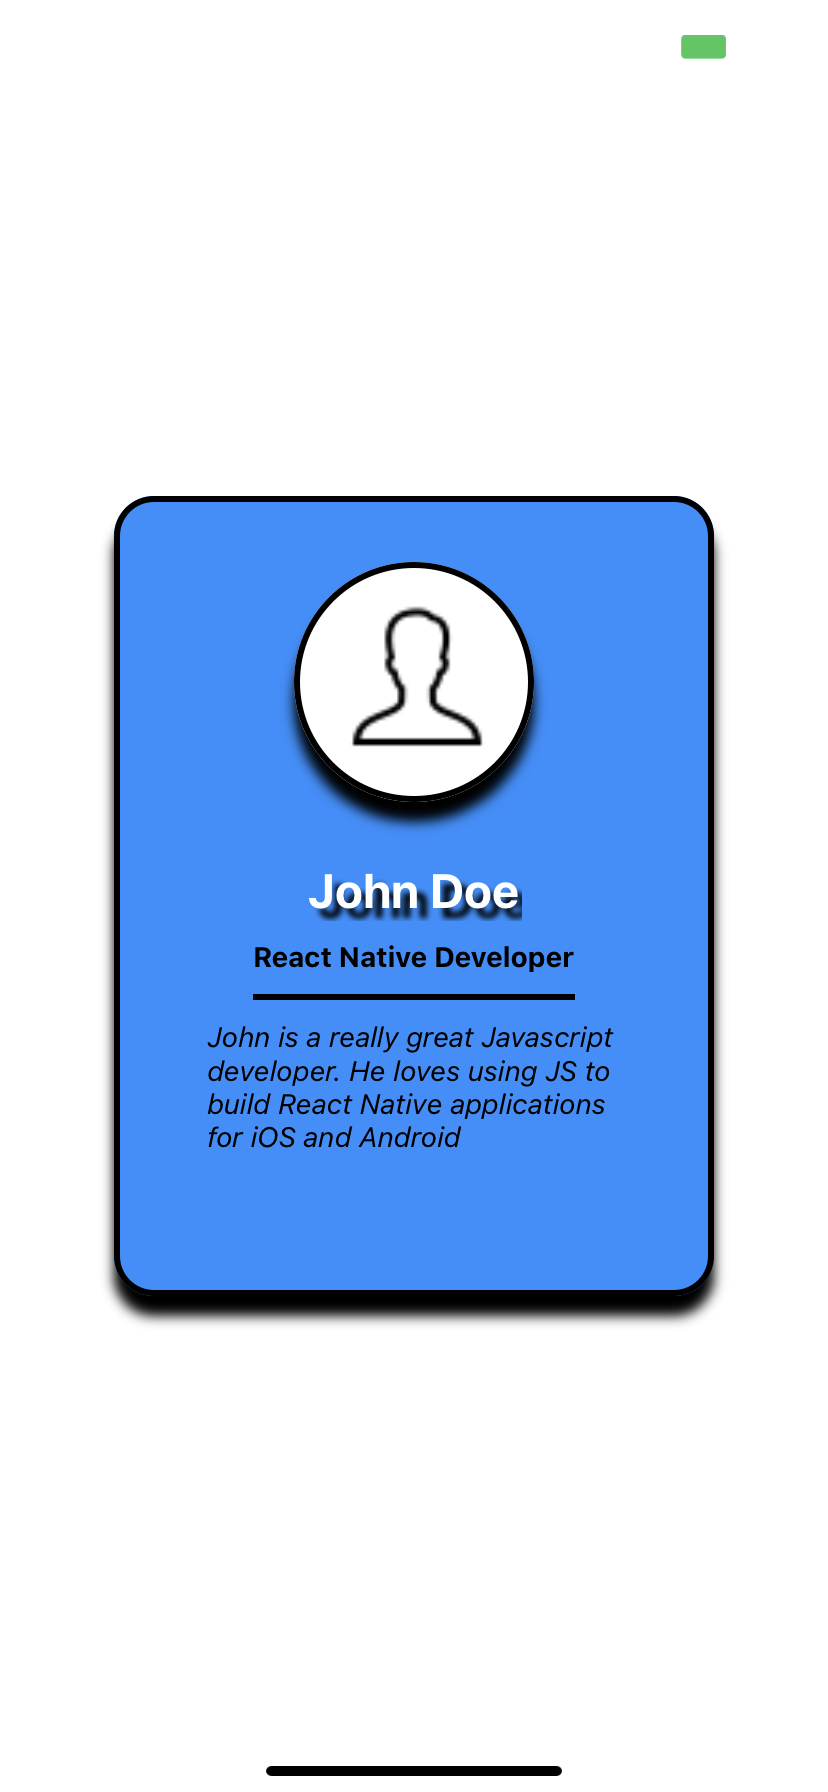 John Doe
React Native Developer
John is a really great Javascript
developer. He loves using JS to
build React Native applications
for iOS and Android